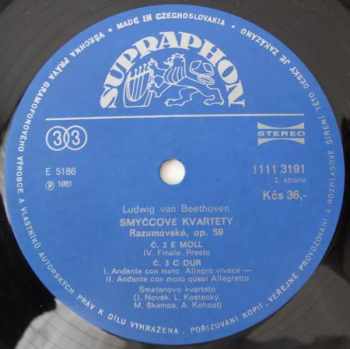 VŠECHNA PRÁVA GRAMOFONOVÉHO VÝROBCE A VLASTNÍKŮ AUTORSKÝCH PRÁV K DÍLU VYHRAZENA.
• MADE IN CZECHOSLOVAKIA •
SUPRAPHON
33
STEREO
E 5186
1111 3191
Ⓟ 1981
2. strana
Kčs 36,-
Ludwig van Beethoven
SMYČCOVÉ KVARTETY
Razumovské, op. 59
Č. 2 E MOLL
IV. Finale. Presto
Č. 3 C DUR
I. Andante con moto. Allegro vivace —
II. Andante con moto quasi Allegretto
Smetanovo kvarteto
(J. Novák, L. Kostecký,
M. Škampa, A. Kohout)